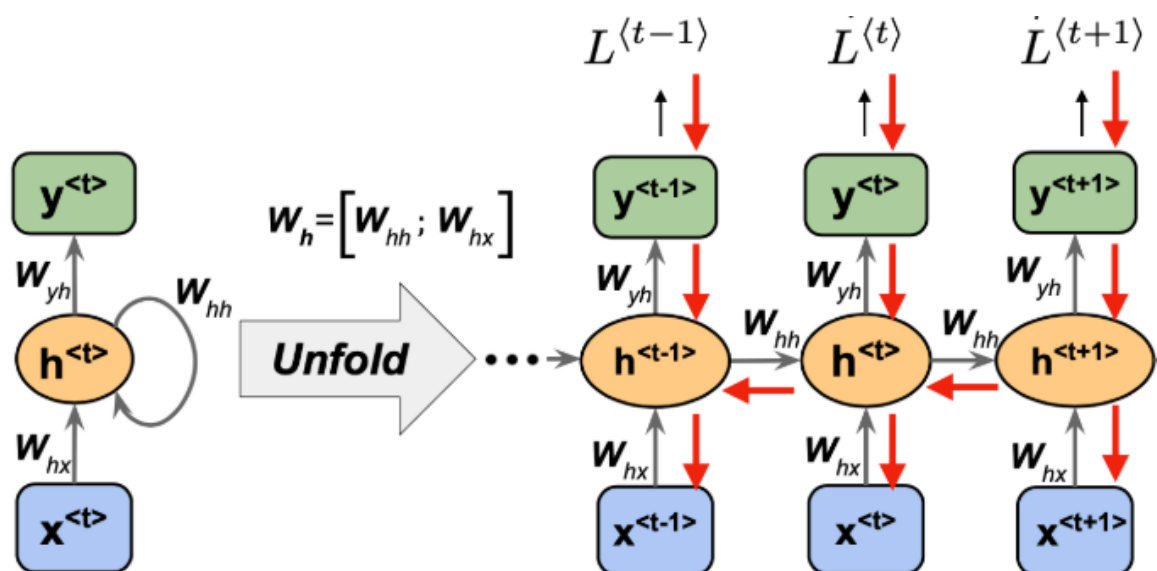 L⟨t−1⟩ L⟨t⟩ L⟨t+1⟩
y<t> y<t-1> y<t> y<t+1>
W_h=[W_hh; W_hx]
W_yh W_hh W_yh W_yh W_yh
W_hh W_hh
h<t> Unfold ••• h<t-1> h<t> h<t+1>
W_hx W_hx W_hx W_hx
x<t> x<t-1> x<t> x<t+1>